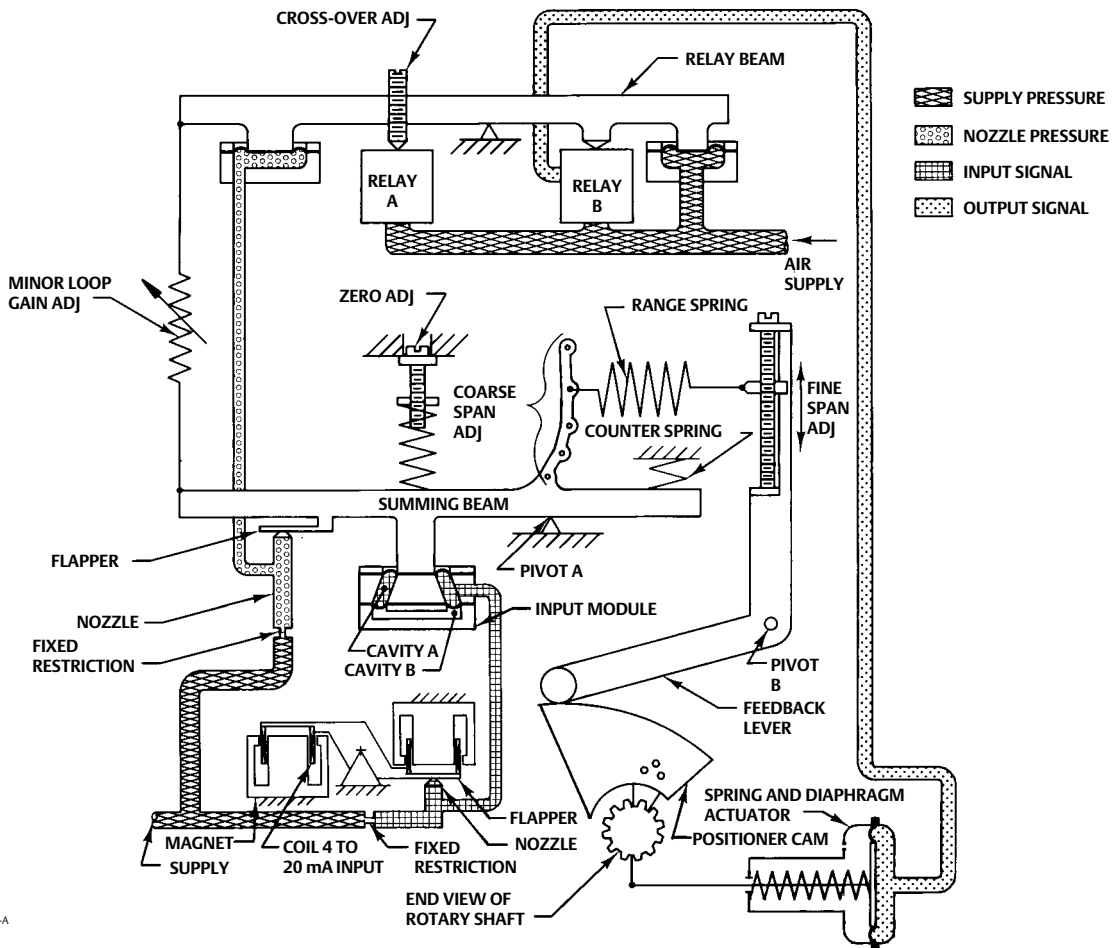 CROSS-OVER ADJ
RELAY BEAM
SUPPLY PRESSURE
NOZZLE PRESSURE
INPUT SIGNAL
OUTPUT SIGNAL
RELAY
A
RELAY
B
AIR
SUPPLY
MINOR LOOP
GAIN ADJ
ZERO ADJ
RANGE SPRING
COARSE
SPAN
ADJ
FINE
SPAN
ADJ
COUNTER SPRING
SUMMING BEAM
FLAPPER
PIVOT A
NOZZLE
INPUT MODULE
FIXED
RESTRICTION
CAVITY A
CAVITY B
PIVOT
B
FEEDBACK
LEVER
SPRING AND DIAPHRAGM
ACTUATOR
FLAPPER
POSITIONER CAM
MAGNET
SUPPLY
COIL 4 TO
20 mA INPUT
FIXED
RESTRICTION
NOZZLE
END VIEW OF
ROTARY SHAFT
-A